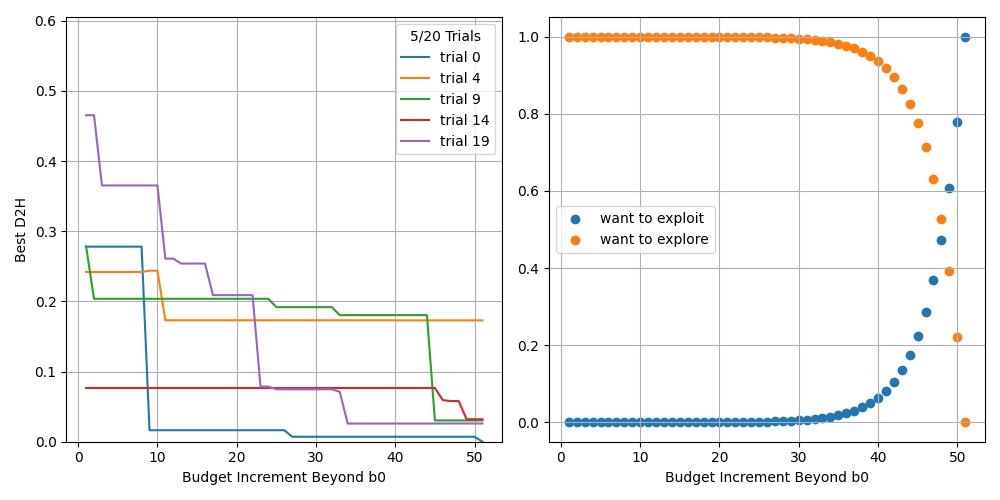 0.6
0.5
0.4
0.3
0.2
0.1
0.0
Best D2H
0 10 20 30 40 50
Budget Increment Beyond b0
5/20 Trials
trial 0
trial 4
trial 9
trial 14
trial 19
1.0
0.8
0.6
0.4
0.2
0.0
0 10 20 30 40 50
Budget Increment Beyond b0
want to exploit
want to explore